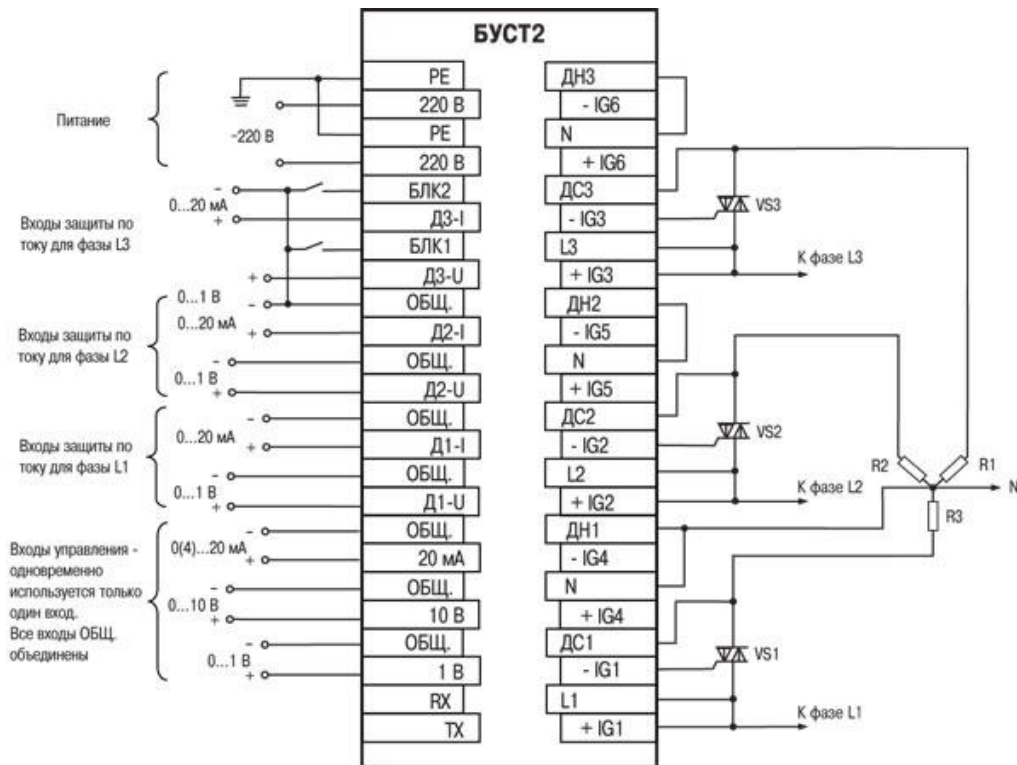 БУСТ2
Питание
~220 В
PE
220 В
PE
220 В
БЛК2
Д3-I
БЛК1
Д3-U
ОБЩ.
Д2-I
ОБЩ.
Д2-U
ОБЩ.
Д1-I
ОБЩ.
Д1-U
ОБЩ.
20 мА
ОБЩ.
10 В
ОБЩ.
1 В
RX
TX
Входы защиты по
току для фазы L3
-
0...20 мА
+
+
0...1 В
-
Входы защиты по
току для фазы L2
0...20 мА
+
-
0...1 В
+
Входы защиты по
току для фазы L1
-
0...20 мА
+
-
0...1 В
+
Входы управления -
одновременно
используется только
один вход.
Все входы ОБЩ.
объединены
-
0(4)...20 мА
+
-
0...10 В
+
-
0...1 В
+
ДН3
- IG6
N
+ IG6
ДС3
- IG3
L3
+ IG3
ДН2
- IG5
N
+ IG5
ДС2
- IG2
L2
+ IG2
ДН1
- IG4
N
+ IG4
ДС1
- IG1
L1
+ IG1
VS3
К фазе L3
VS2
К фазе L2
R2
R1
N
R3
VS1
К фазе L1